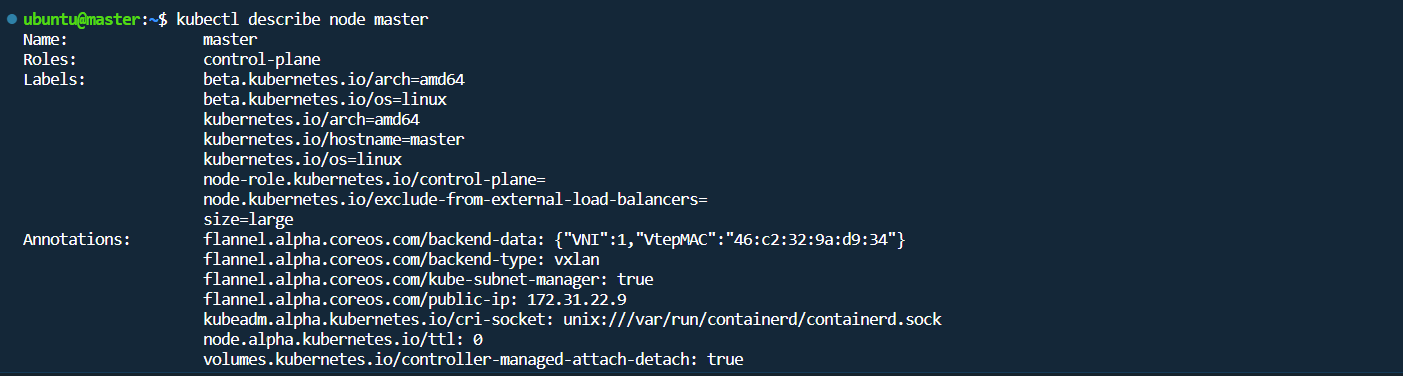 ubuntu@master:~$ kubectl describe node master
Name: master
Roles: control-plane
Labels: beta.kubernetes.io/arch=amd64
beta.kubernetes.io/os=linux
kubernetes.io/arch=amd64
kubernetes.io/hostname=master
kubernetes.io/os=linux
node-role.kubernetes.io/control-plane=
node.kubernetes.io/exclude-from-external-load-balancers=
size=large
Annotations: flannel.alpha.coreos.com/backend-data: {"VNI":1,"VtepMAC":"46:c2:32:9a:d9:34"}
flannel.alpha.coreos.com/backend-type: vxlan
flannel.alpha.coreos.com/kube-subnet-manager: true
flannel.alpha.coreos.com/public-ip: 172.31.22.9
kubeadm.alpha.kubernetes.io/cri-socket: unix:///var/run/containerd/containerd.sock
node.alpha.kubernetes.io/ttl: 0
volumes.kubernetes.io/controller-managed-attach-detach: true